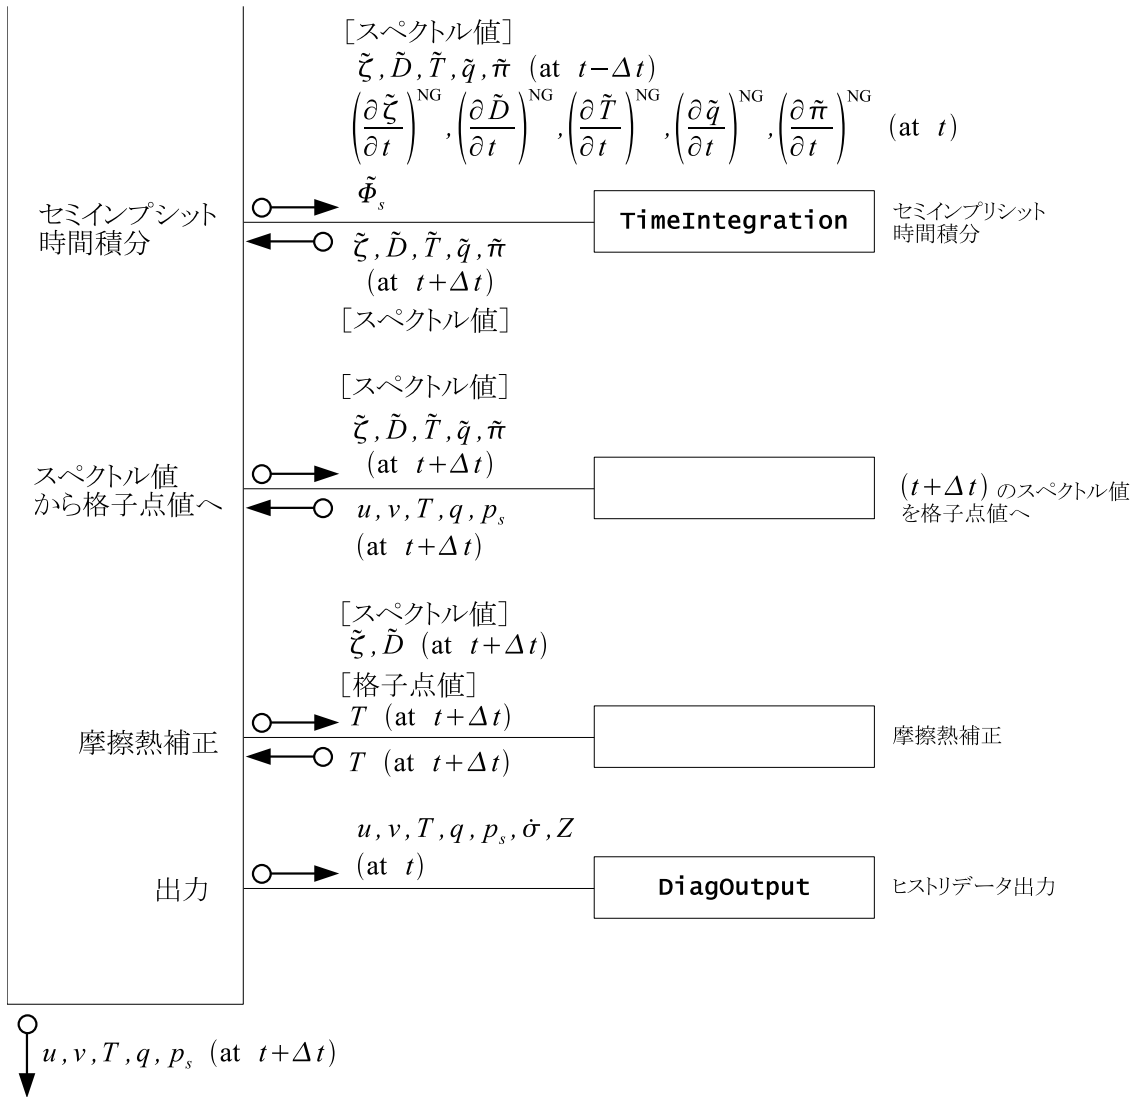 [スペクトル値]
ζ̃, D̃, T̃, q̃, π̃ (at t−Δt)
(∂ζ̃/∂t)^NG, (∂D̃/∂t)^NG, (∂T̃/∂t)^NG, (∂q̃/∂t)^NG, (∂π̃/∂t)^NG (at t)
Φ̃_s
セミインプシット
時間積分
TimeIntegration
セミインプリシット
時間積分
ζ̃, D̃, T̃, q̃, π̃
(at t+Δt)
[スペクトル値]
[スペクトル値]
ζ̃, D̃, T̃, q̃, π̃
(at t+Δt)
スペクトル値
から格子点値へ
(t+Δt) のスペクトル値
を格子点値へ
u, v, T, q, p_s
(at t+Δt)
[スペクトル値]
ζ̃, D̃ (at t+Δt)
[格子点値]
T (at t+Δt)
摩擦熱補正
摩擦熱補正
T (at t+Δt)
u, v, T, q, p_s, σ̇, Z
(at t)
出力
DiagOutput
ヒストリデータ出力
u, v, T, q, p_s (at t+Δt)